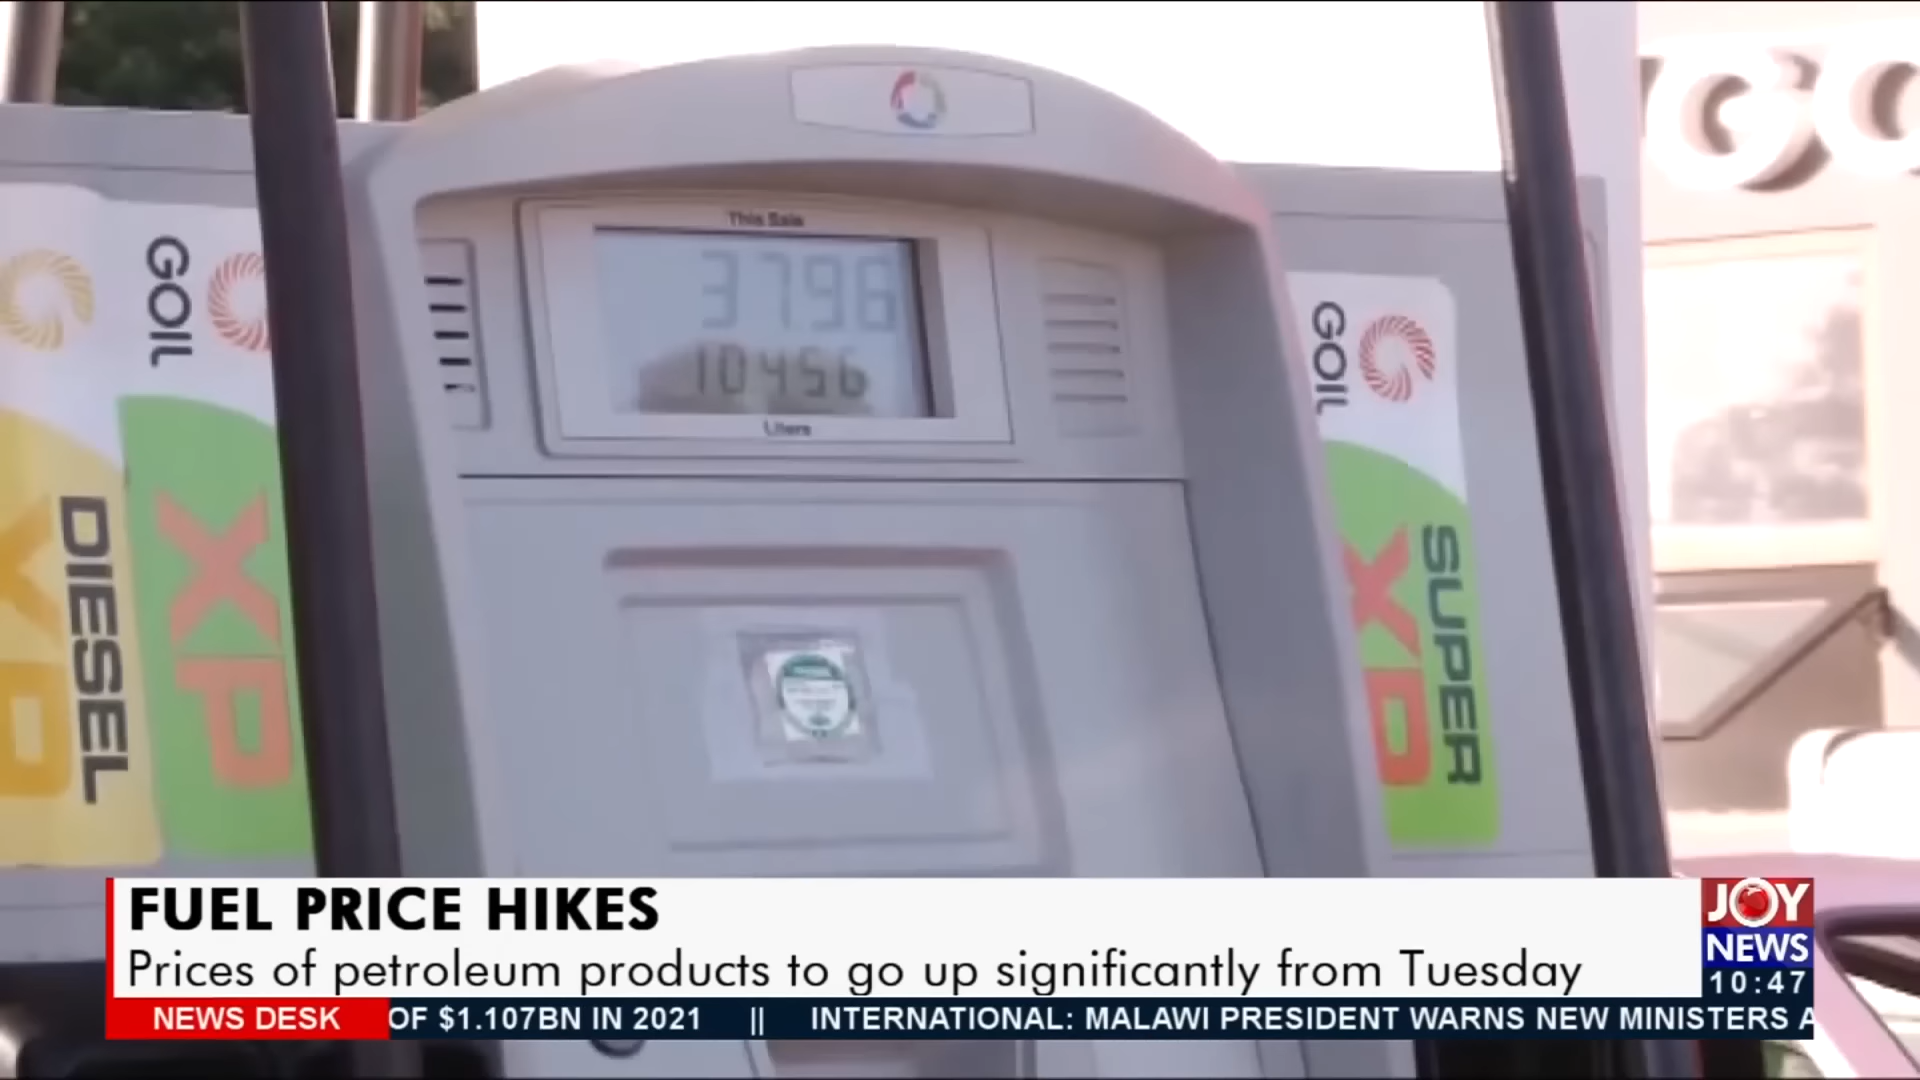 This Sale
3796
10456
Liters
GOIL
DIESEL
XP
XP
GOIL
SUPER
XP
GO
FUEL PRICE HIKES
Prices of petroleum products to go up significantly from Tuesday
JOY
NEWS
10:47
NEWS DESK
OF $1.107BN IN 2021 || INTERNATIONAL: MALAWI PRESIDENT WARNS NEW MINISTERS A